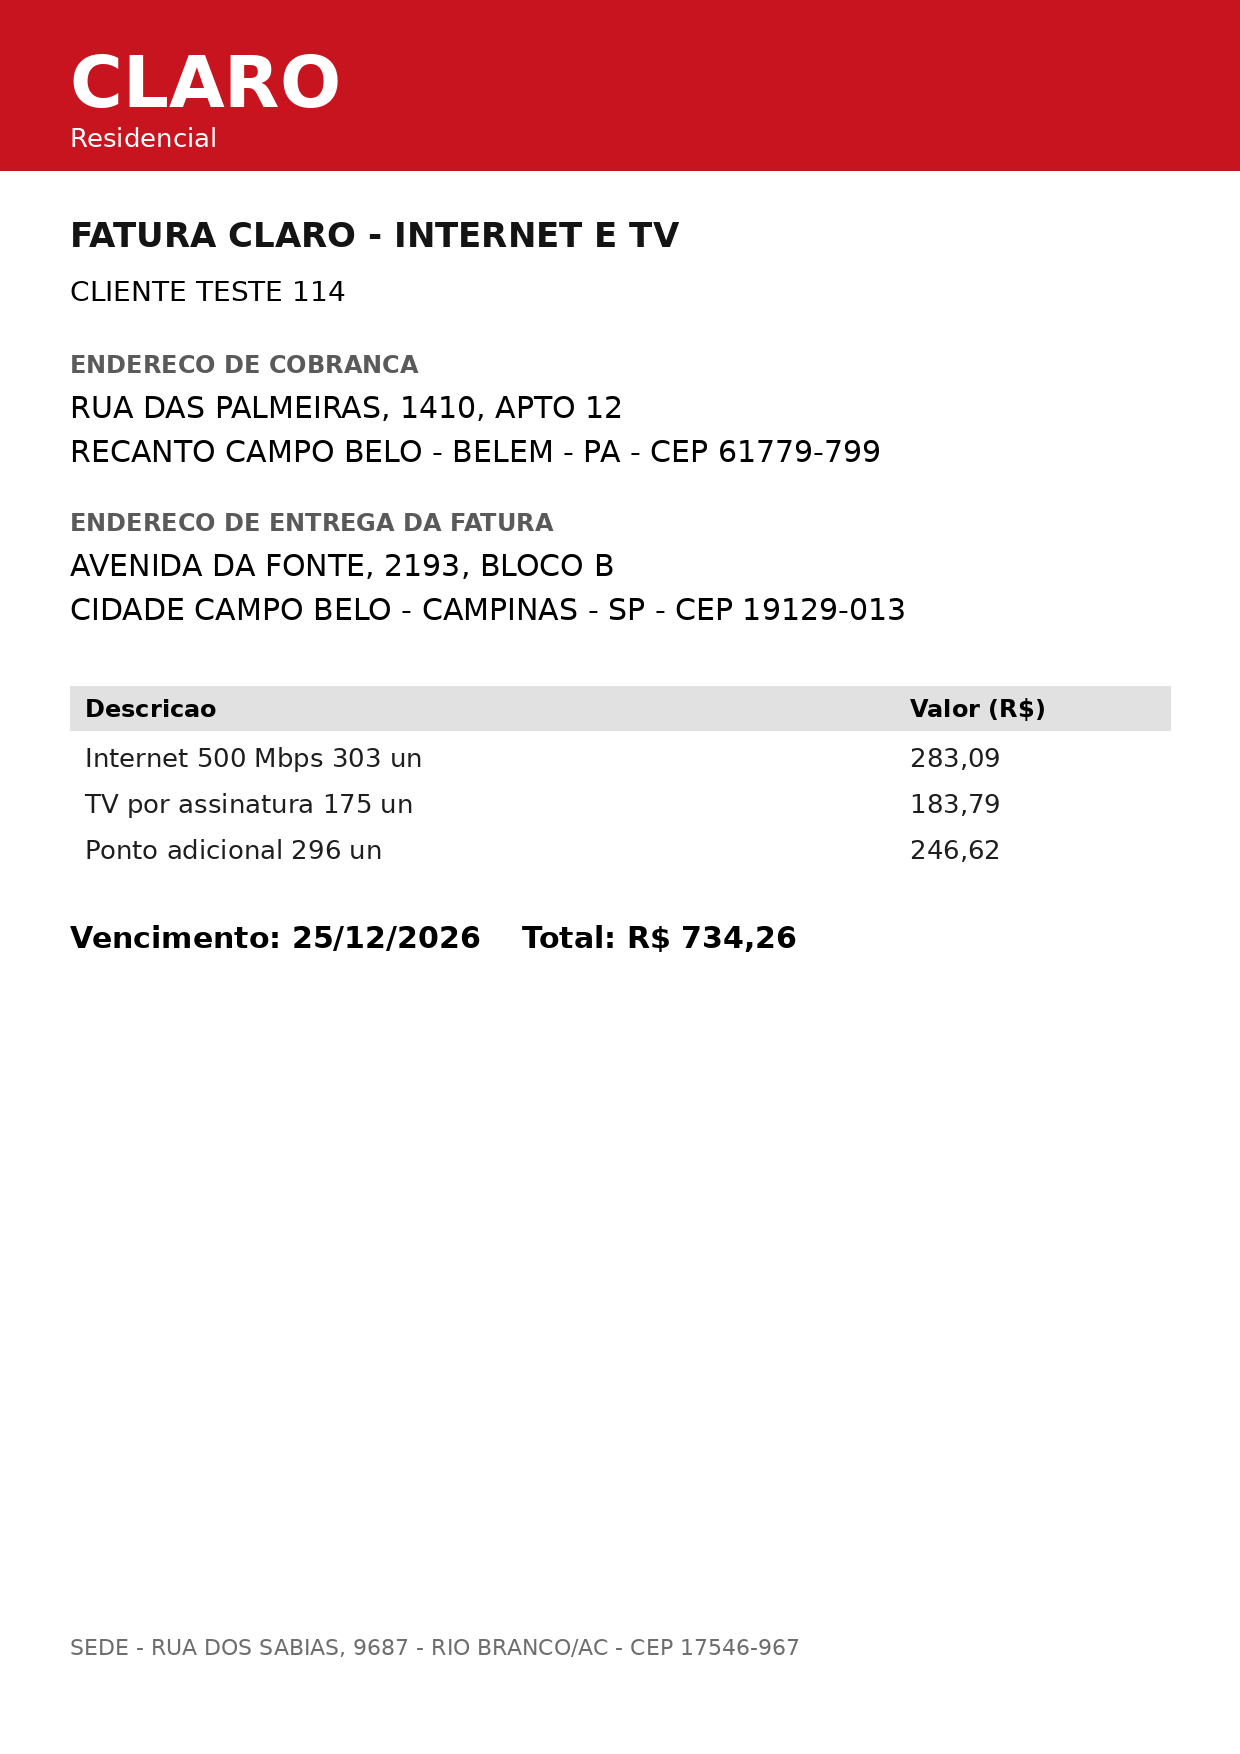 CLARO
Residencial
FATURA CLARO - INTERNET E TV
CLIENTE TESTE 114
ENDERECO DE COBRANCA
RUA DAS PALMEIRAS, 1410, APTO 12
RECANTO CAMPO BELO - BELEM - PA - CEP 61779-799
ENDERECO DE ENTREGA DA FATURA
AVENIDA DA FONTE, 2193, BLOCO B
CIDADE CAMPO BELO - CAMPINAS - SP - CEP 19129-013
Descricao Valor (R$)
Internet 500 Mbps 303 un 283,09
TV por assinatura 175 un 183,79
Ponto adicional 296 un 246,62
Vencimento: 25/12/2026 Total: R$ 734,26
SEDE - RUA DOS SABIAS, 9687 - RIO BRANCO/AC - CEP 17546-967